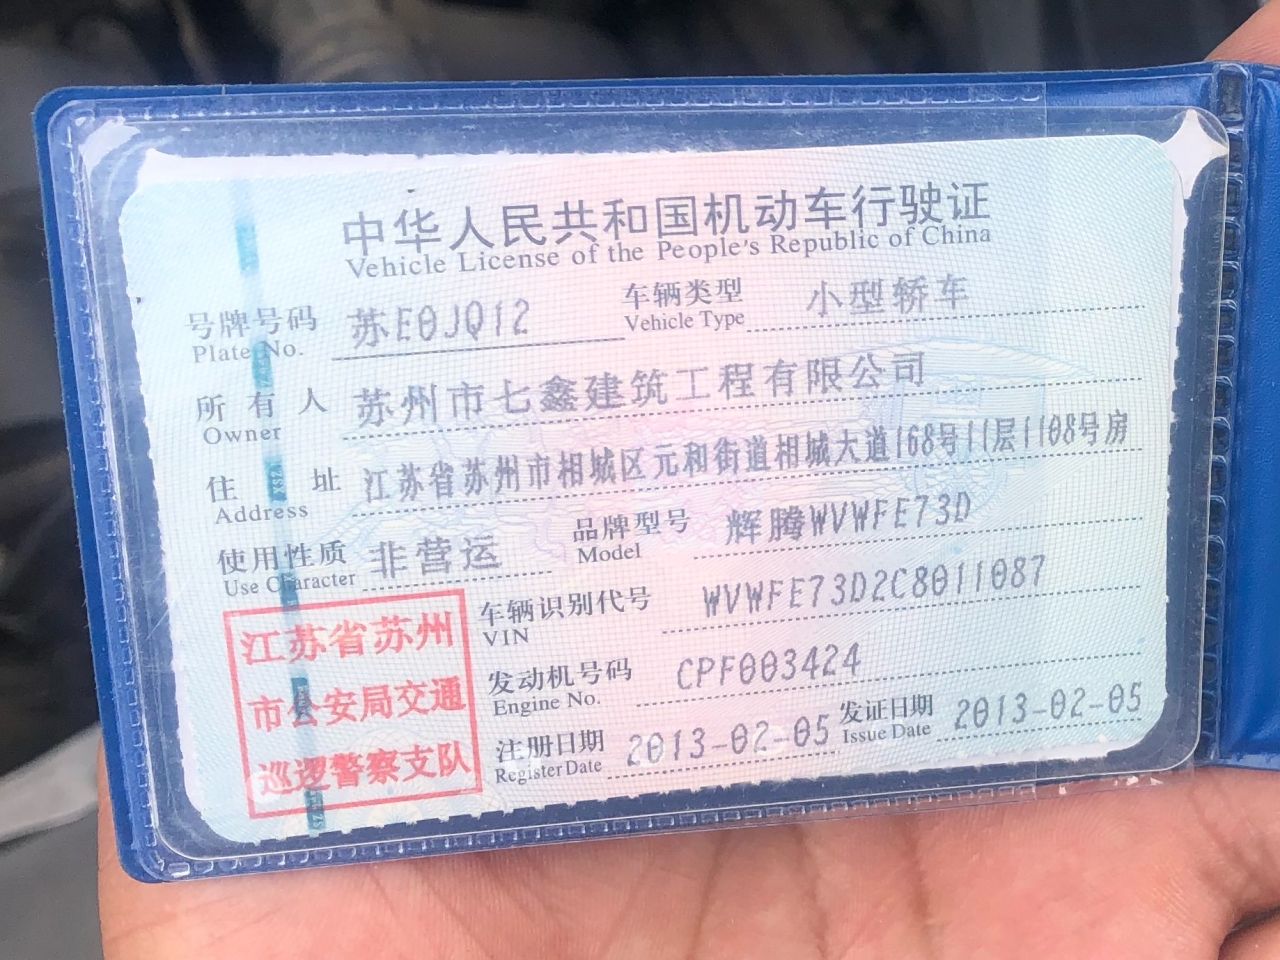 中华人民共和国机动车行驶证
Vehicle License of the People's Republic of China
号牌号码 苏E0JQ12 车辆类型 小型轿车
Plate No. Vehicle Type
所有人 苏州市七鑫建筑工程有限公司
Owner
住址 江苏省苏州市相城区元和街道相城大道168号11层1108号房
Address
使用性质 非营运 品牌型号 辉腾WVWFE73D
Use Character Model
江苏省苏州
市公安局交通
巡逻警察支队
车辆识别代号 WVWFE73D2C8011087
VIN
发动机号码 CPF003424
Engine No.
注册日期 2013-02-05 发证日期 2013-02-05
Register Date Issue Date